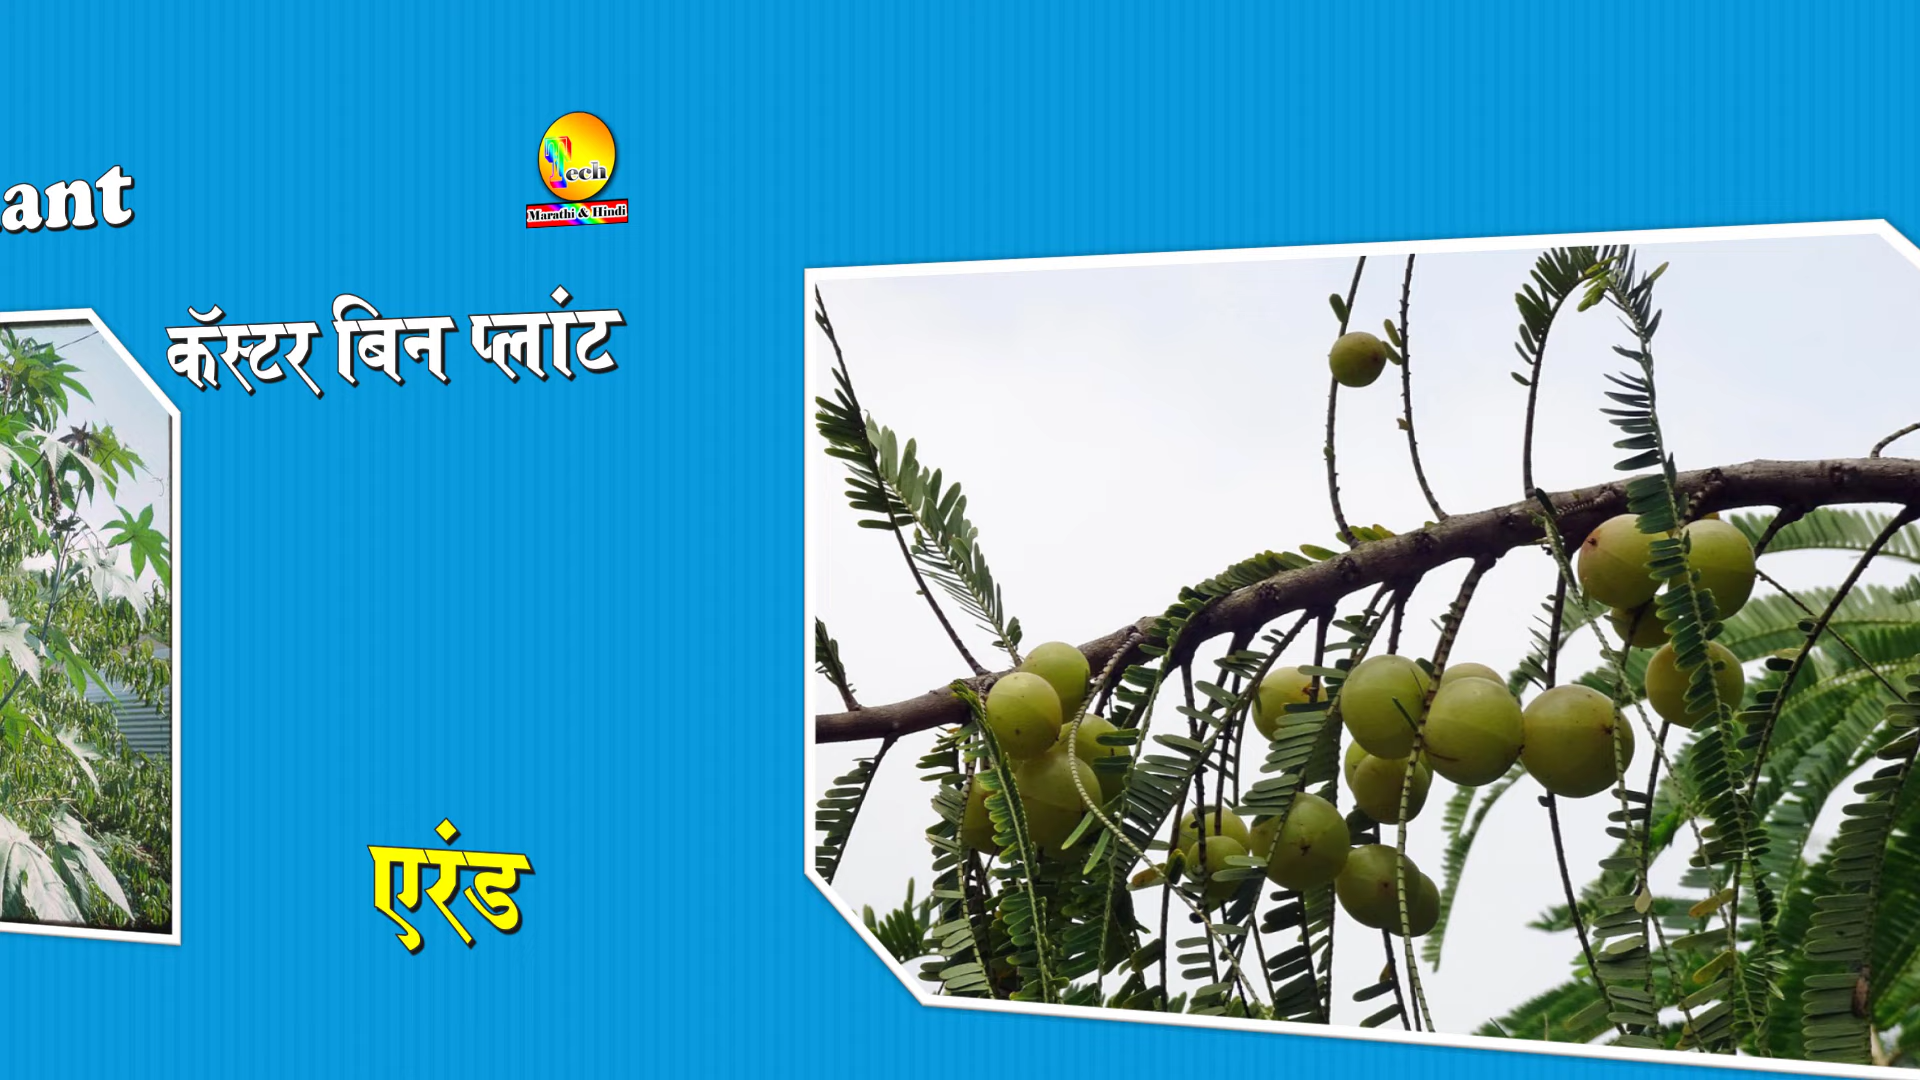 ant
Tech
Marathi & Hindi
कॅस्टर बिन प्लांट
एरंड